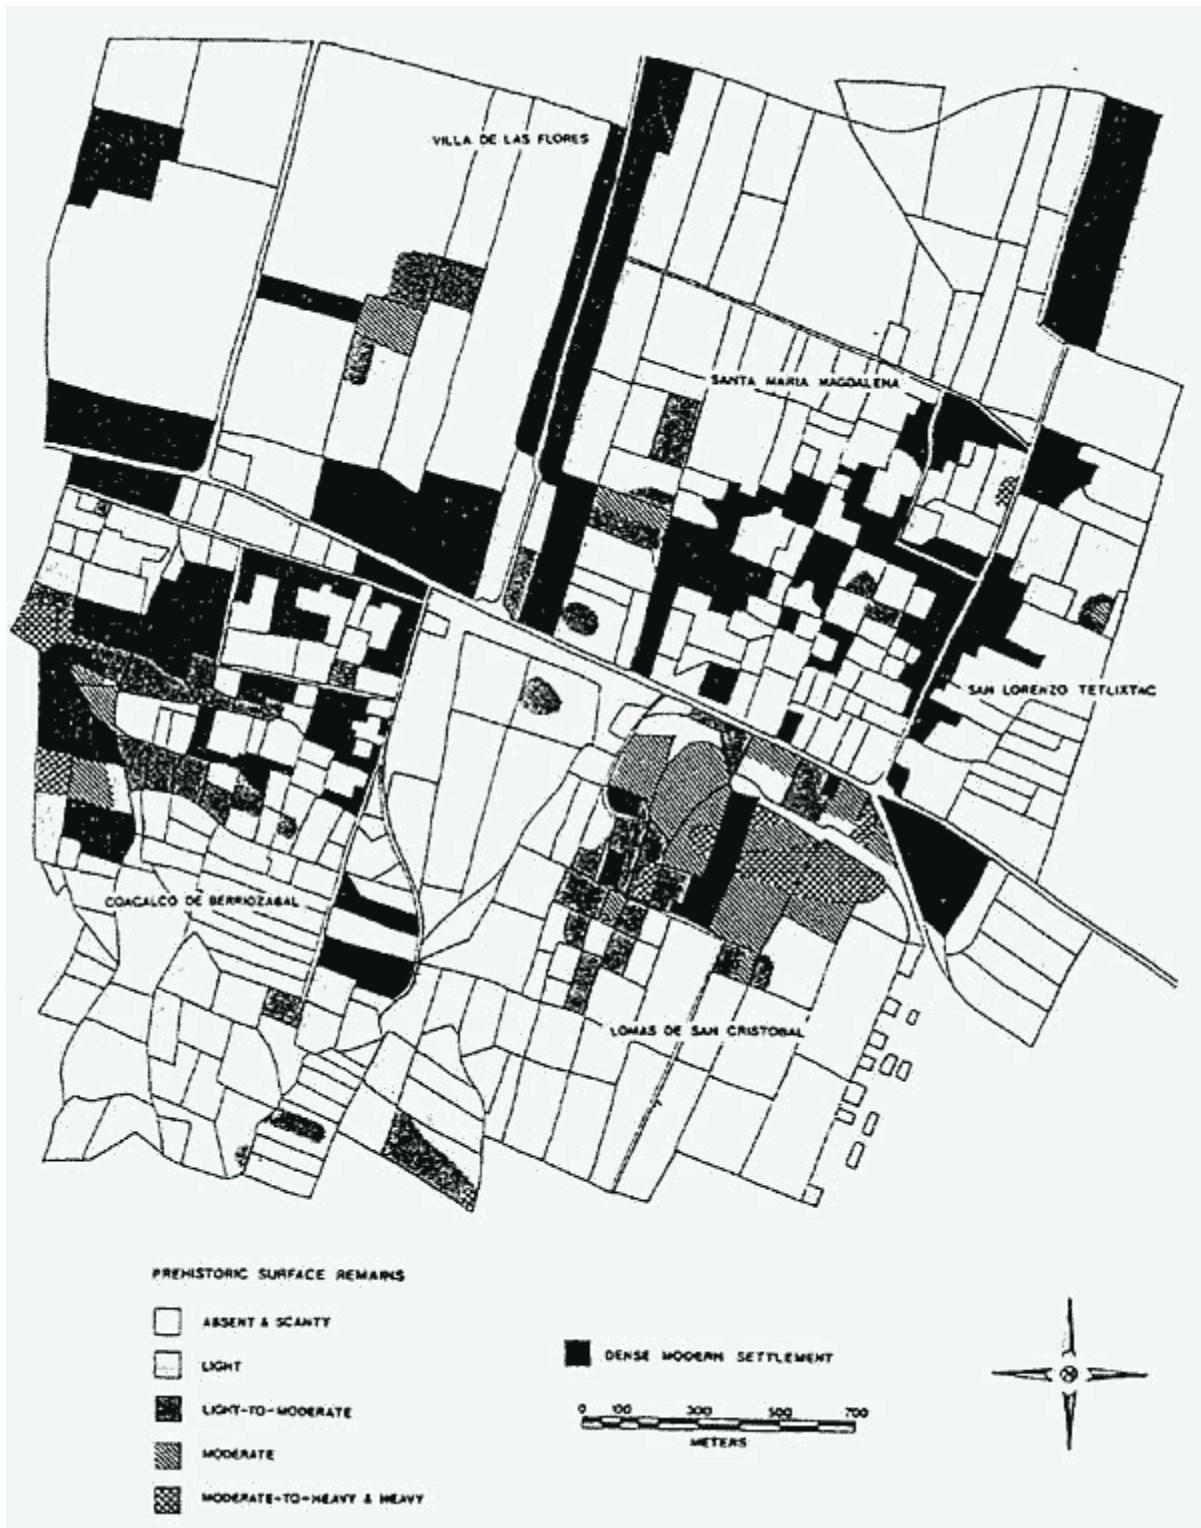 VILLA DE LAS FLORES
SANTA MARIA MAGDALENA
SAN LORENZO TETLIXTAC
COACALCO DE BERRIOZABAL
LOMAS DE SAN CRISTOBAL
PREHISTORIC SURFACE REMAINS
ABSENT & SCANTY
LIGHT
LIGHT-TO-MODERATE
MODERATE
MODERATE-TO-HEAVY & HEAVY
DENSE MODERN SETTLEMENT
0 100 300 500 700
METERS